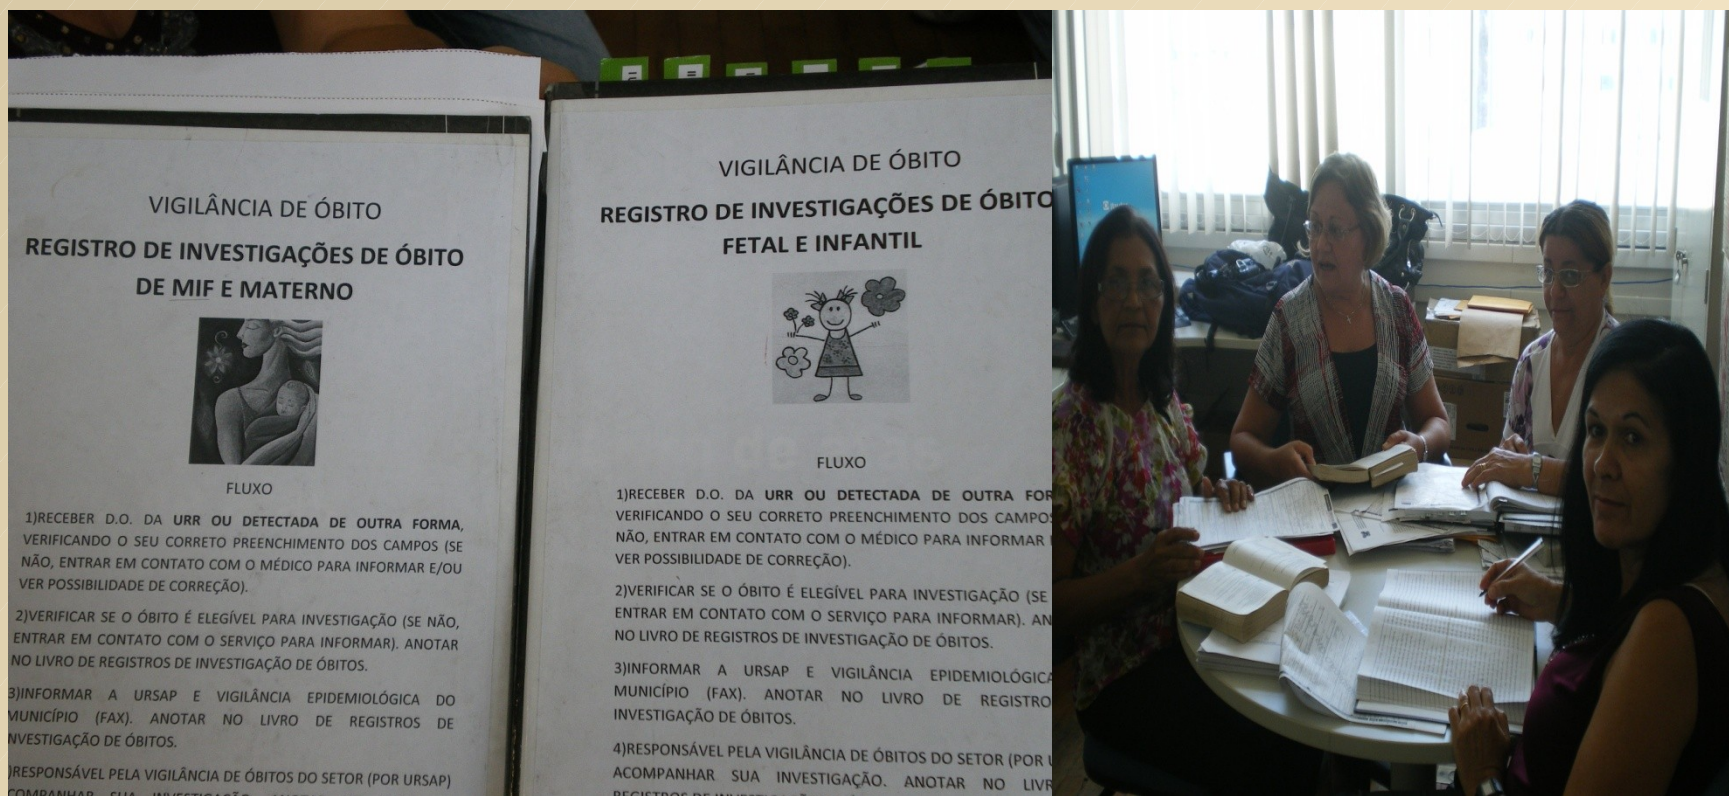 VIGILÂNCIA DE ÓBITO
REGISTRO DE INVESTIGAÇÕES DE ÓBITO
DE MIF E MATERNO
FLUXO
1)RECEBER D.O. DA URR OU DETECTADA DE OUTRA FORMA,
VERIFICANDO O SEU CORRETO PREENCHIMENTO DOS CAMPOS (SE
NÃO, ENTRAR EM CONTATO COM O MÉDICO PARA INFORMAR E/OU
VER POSSIBILIDADE DE CORREÇÃO).
2)VERIFICAR SE O ÓBITO É ELEGÍVEL PARA INVESTIGAÇÃO (SE NÃO,
ENTRAR EM CONTATO COM O SERVIÇO PARA INFORMAR). ANOTAR
NO LIVRO DE REGISTROS DE INVESTIGAÇÃO DE ÓBITOS.
3)INFORMAR A URSAP E VIGILÂNCIA EPIDEMIOLÓGICA DO
MUNICÍPIO (FAX). ANOTAR NO LIVRO DE REGISTROS DE
NVESTIGAÇÃO DE ÓBITOS.
)RESPONSÁVEL PELA VIGILÂNCIA DE ÓBITOS DO SETOR (POR URSAP)
VIGILÂNCIA DE ÓBITO
REGISTRO DE INVESTIGAÇÕES DE ÓBITO
FETAL E INFANTIL
FLUXO
1)RECEBER D.O. DA URR OU DETECTADA DE OUTRA FOR
VERIFICANDO O SEU CORRETO PREENCHIMENTO DOS CAMPOS
NÃO, ENTRAR EM CONTATO COM O MÉDICO PARA INFORMAR
VER POSSIBILIDADE DE CORREÇÃO).
2)VERIFICAR SE O ÓBITO É ELEGÍVEL PARA INVESTIGAÇÃO (SE
ENTRAR EM CONTATO COM O SERVIÇO PARA INFORMAR). AN
NO LIVRO DE REGISTROS DE INVESTIGAÇÃO DE ÓBITOS.
3)INFORMAR A URSAP E VIGILÂNCIA EPIDEMIOLÓGICA
MUNICÍPIO (FAX). ANOTAR NO LIVRO DE REGISTRO
INVESTIGAÇÃO DE ÓBITOS.
4)RESPONSÁVEL PELA VIGILÂNCIA DE ÓBITOS DO SETOR (POR U
ACOMPANHAR SUA INVESTIGAÇÃO. ANOTAR NO LIVR